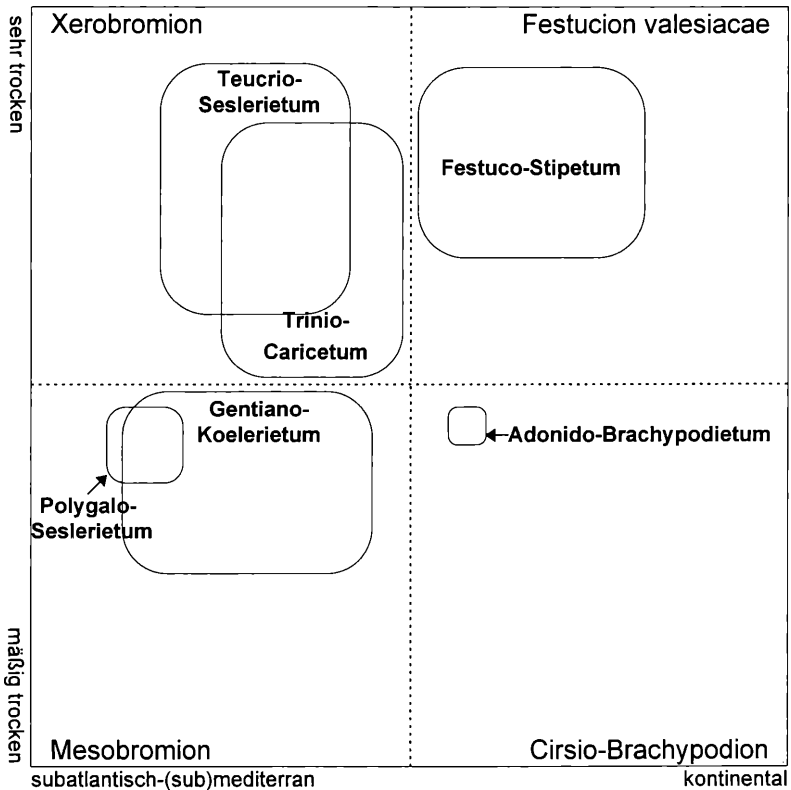 sehr trocken
Xerobromion
Festucion valesiacae
Teucrio-
Seslerietum
Festuco-Stipetum
Trinio-
Caricetum
Gentiano-
Koelerietum
Adonido-Brachypodietum
Polygalo-
Seslerietum
mäßig trocken
Mesobromion
Cirsio-Brachypodion
subatlantisch-(sub)mediterran
kontinental